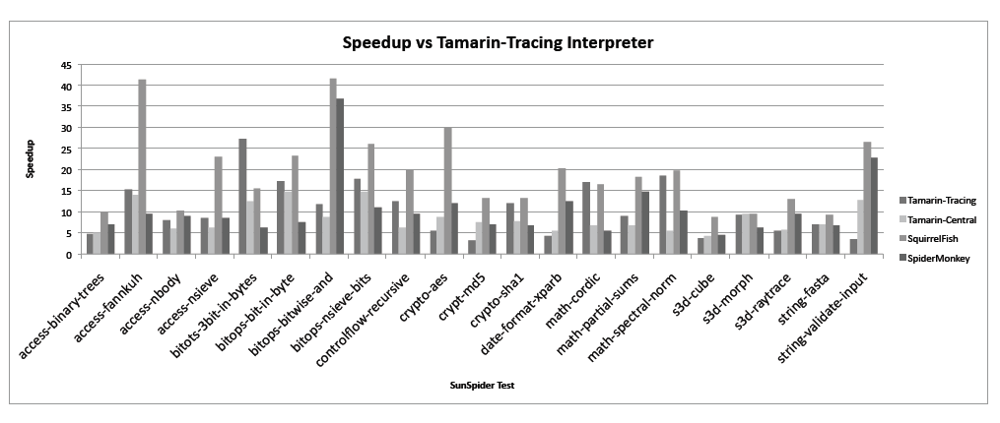 Speedup vs Tamarin-Tracing Interpreter
45
40
35
30
25
20
15
10
5
0
Speedup
access-binary-trees
access-fannkuh
access-nbody
access-nsieve
bitots-3bit-in-bytes
bitops-bit-in-byte
bitops-bitwise-and
bitops-nsieve-bits
controlflow-recursive
crypto-aes
crypt-md5
crypto-sha1
date-format-xparb
math-cordic
math-partial-sums
math-spectral-norm
s3d-cube
s3d-morph
s3d-raytrace
string-fasta
string-validate-input
SunSpider Test
Tamarin-Tracing
Tamarin-Central
SquirrelFish
SpiderMonkey